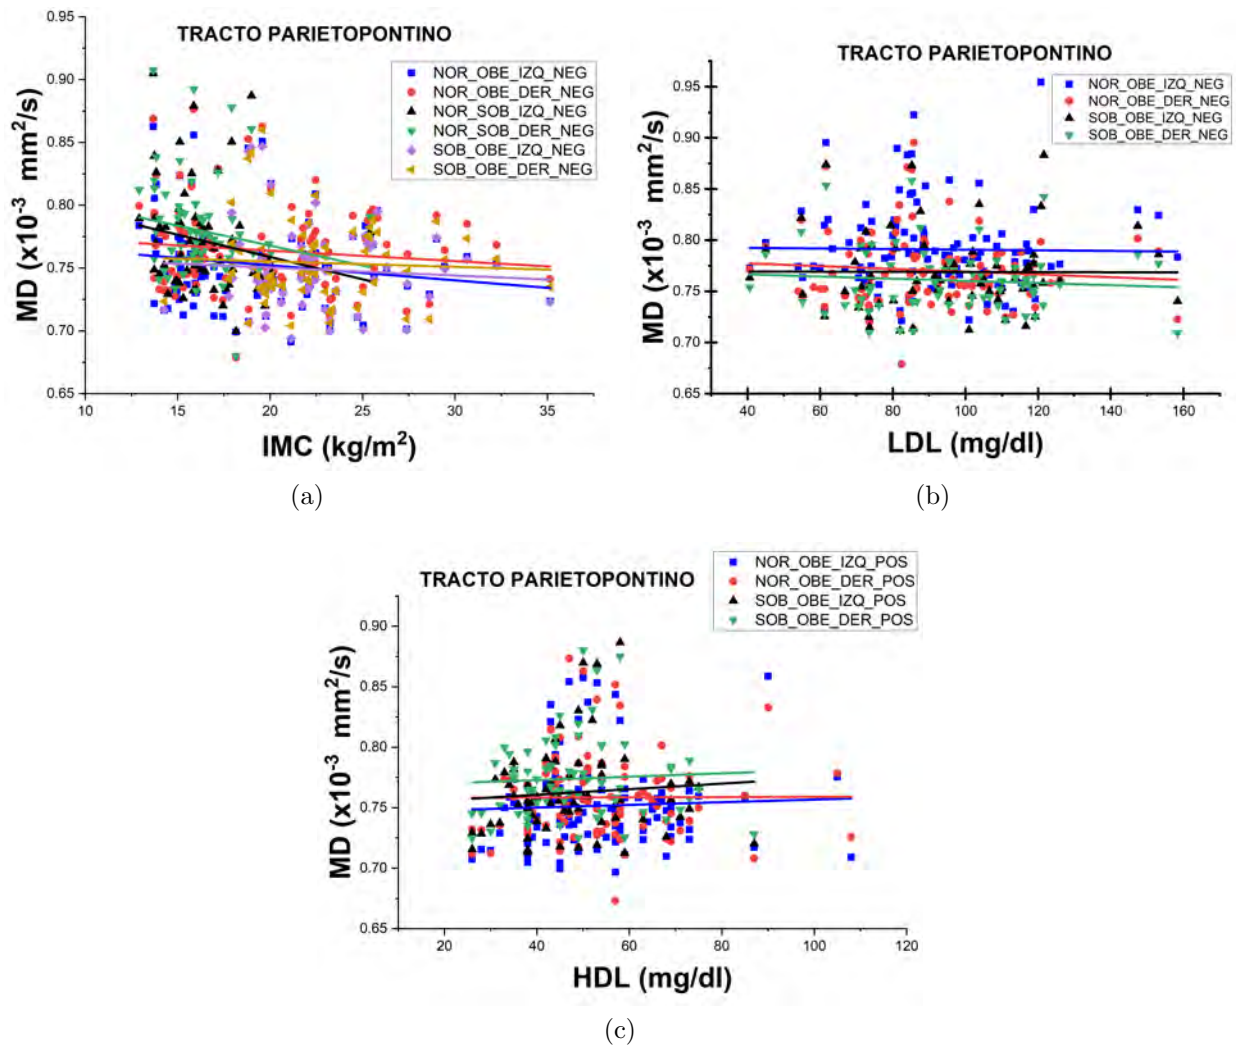 TRACTO PARIETOPONTINO
NOR_OBE_IZQ_NEG
NOR_OBE_DER_NEG
NOR_SOB_IZQ_NEG
NOR_SOB_DER_NEG
SOB_OBE_IZQ_NEG
SOB_OBE_DER_NEG
MD (x10⁻³ mm²/s)
0.95
0.90
0.85
0.80
0.75
0.70
0.65
10 15 20 25 30 35
IMC (kg/m²)
(a)
TRACTO PARIETOPONTINO
NOR_OBE_IZQ_NEG
NOR_OBE_DER_NEG
SOB_OBE_IZQ_NEG
SOB_OBE_DER_NEG
MD (x10⁻³ mm²/s)
0.95
0.90
0.85
0.80
0.75
0.70
0.65
40 60 80 100 120 140 160
LDL (mg/dl)
(b)
TRACTO PARIETOPONTINO
NOR_OBE_IZQ_POS
NOR_OBE_DER_POS
SOB_OBE_IZQ_POS
SOB_OBE_DER_POS
MD (x10⁻³ mm²/s)
0.90
0.85
0.80
0.75
0.70
0.65
20 40 60 80 100 120
HDL (mg/dl)
(c)